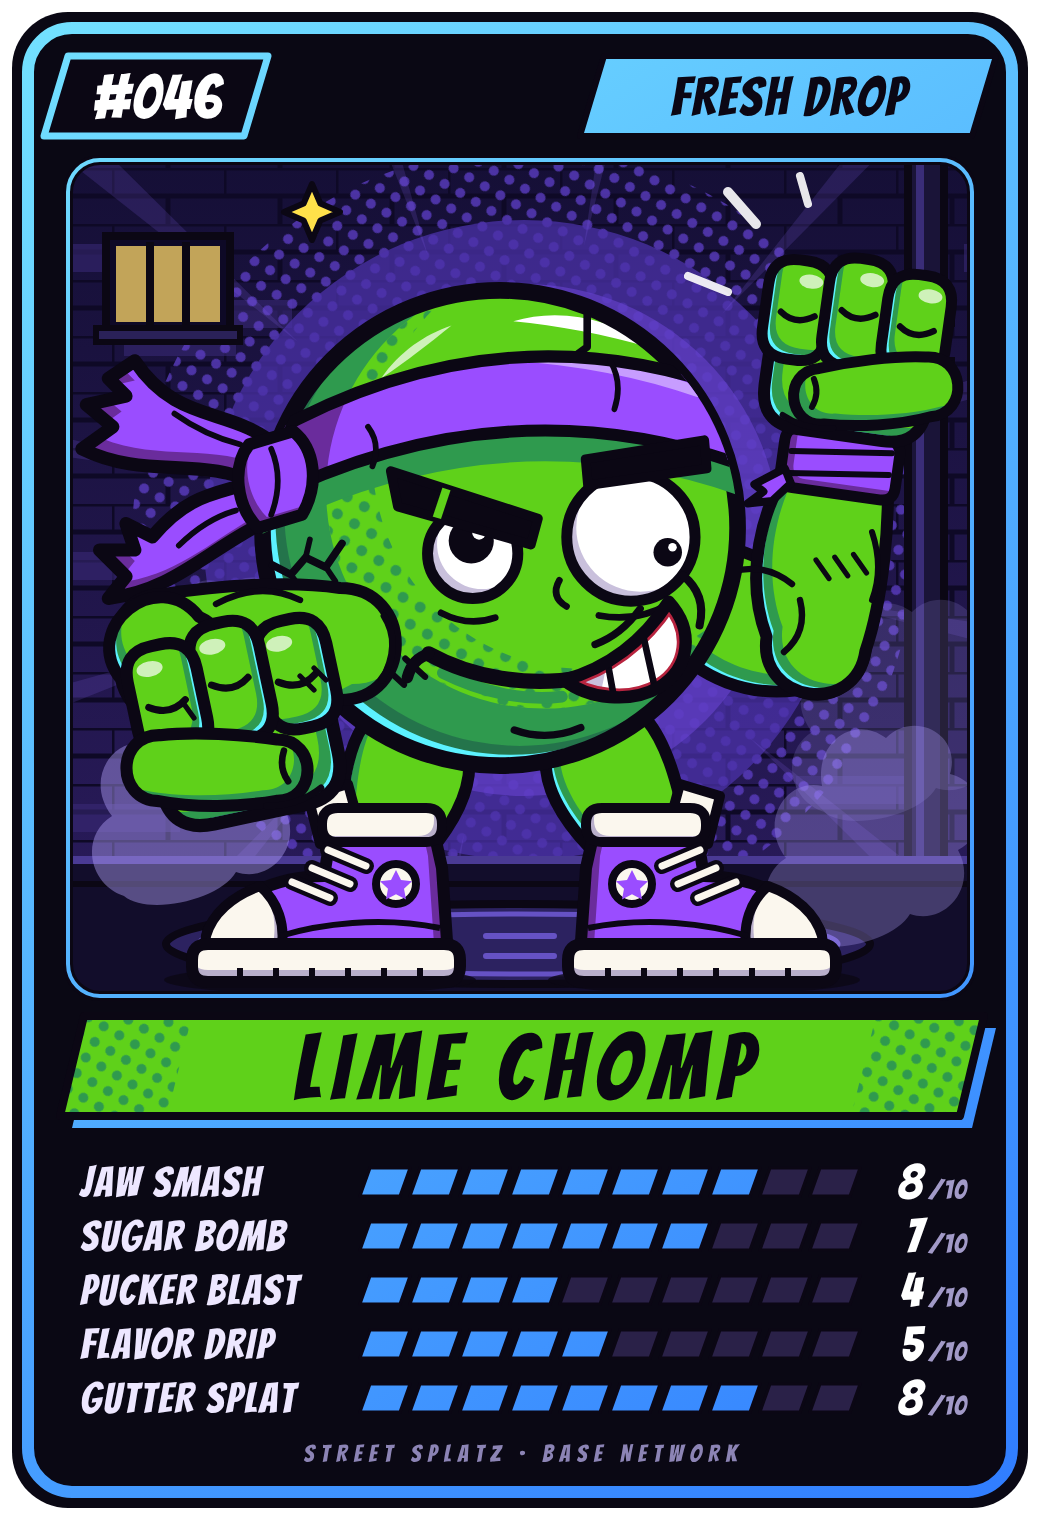 #046
FRESH DROP
LIME CHOMP
JAW SMASH 8/10
SUGAR BOMB 7/10
PUCKER BLAST 4/10
FLAVOR DRIP 5/10
GUTTER SPLAT 8/10
STREET SPLATZ · BASE NETWORK